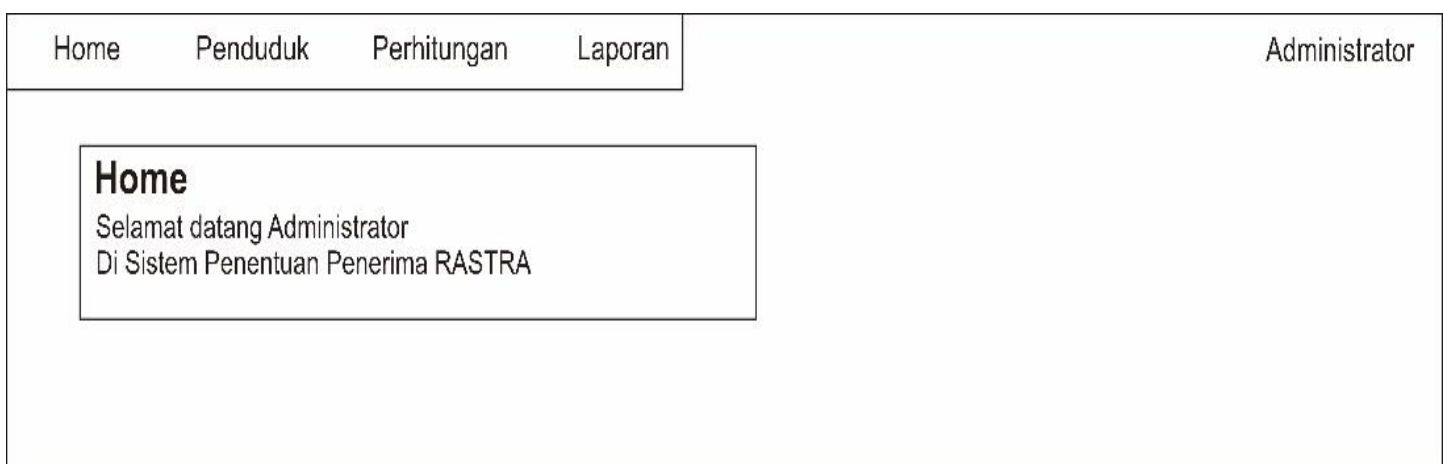 Home Penduduk Perhitungan Laporan Administrator
Home
Selamat datang Administrator
Di Sistem Penentuan Penerima RASTRA